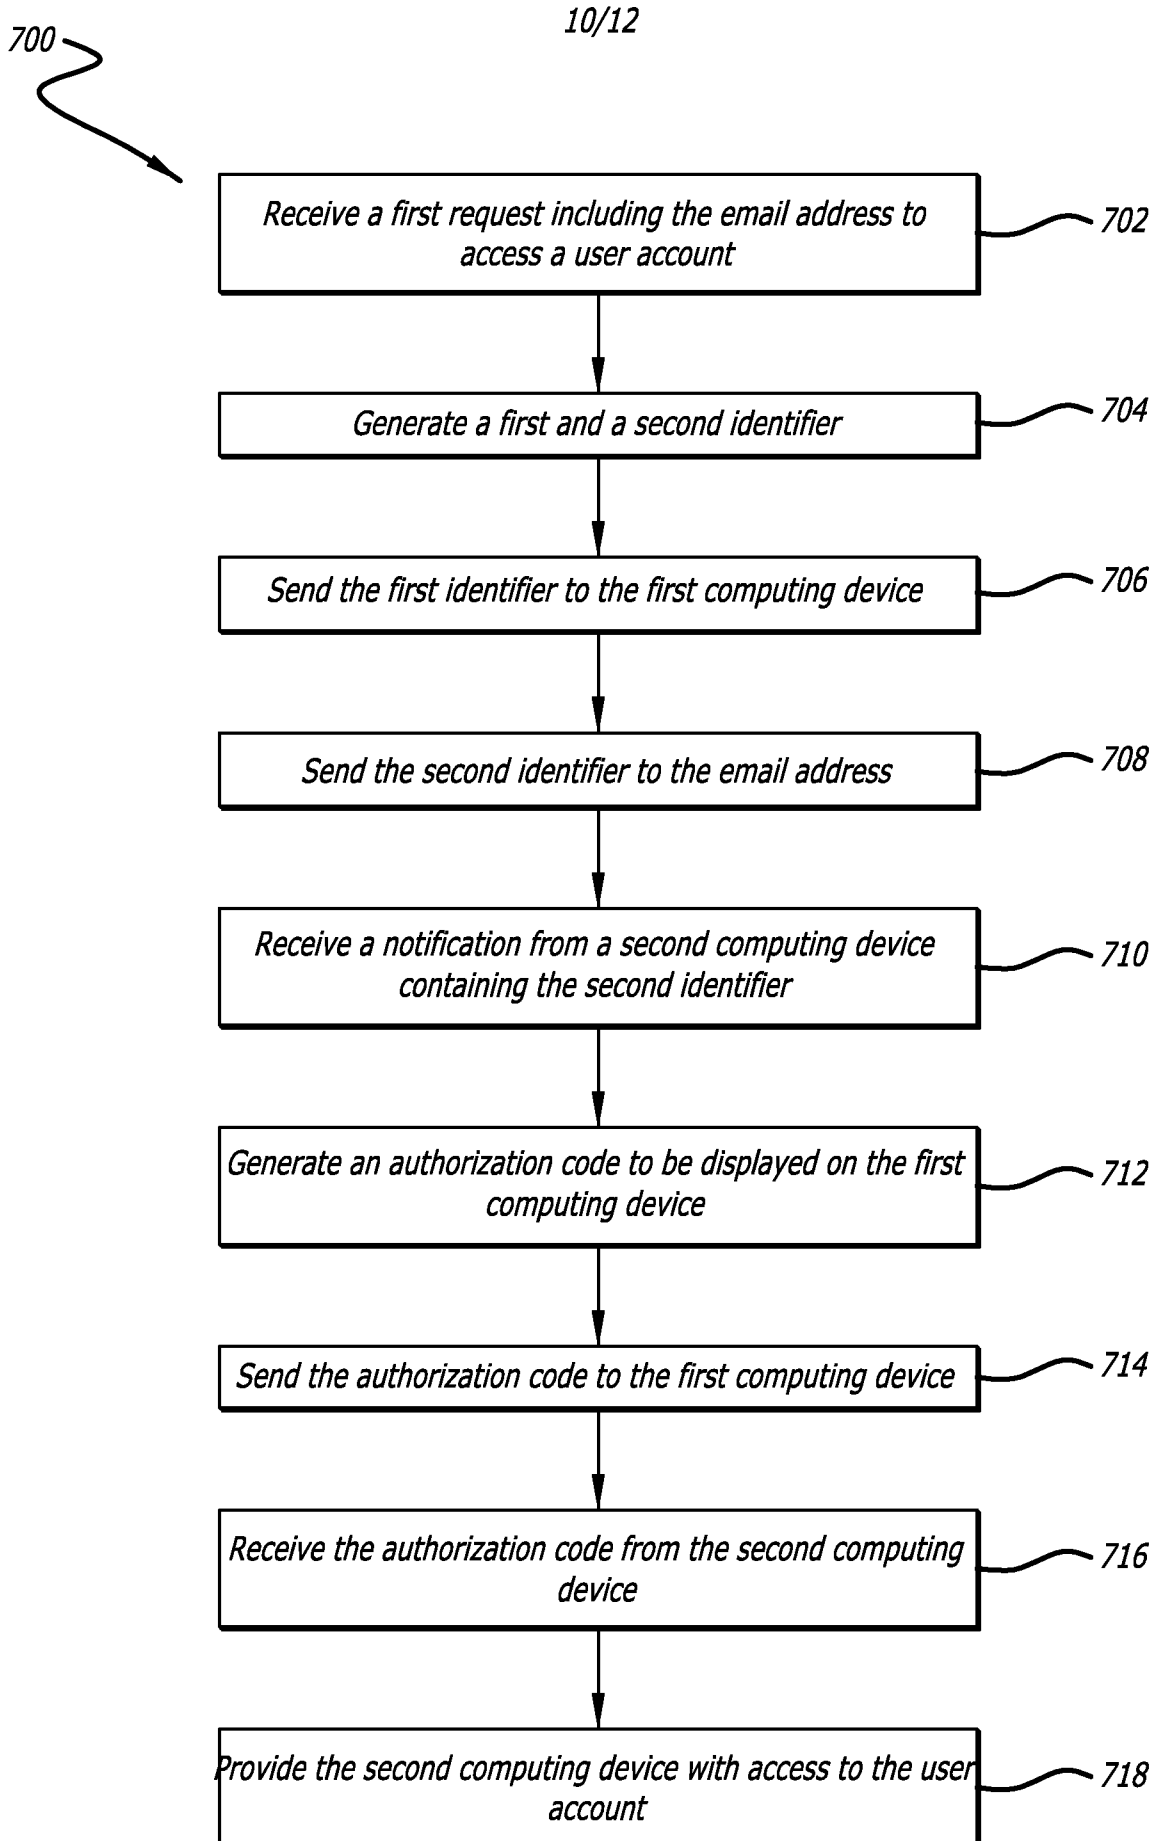 10/12
700
Receive a first request including the email address to
access a user account
702
Generate a first and a second identifier
704
Send the first identifier to the first computing device
706
Send the second identifier to the email address
708
Receive a notification from a second computing device
containing the second identifier
710
Generate an authorization code to be displayed on the first
computing device
712
Send the authorization code to the first computing device
714
Receive the authorization code from the second computing
device
716
Provide the second computing device with access to the user
account
718